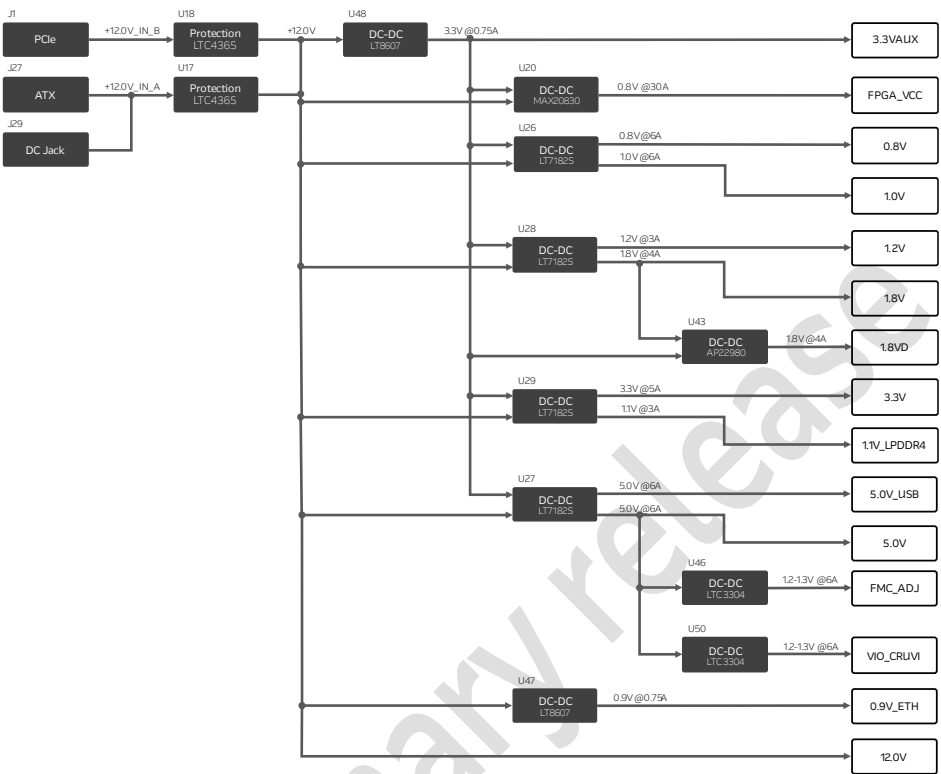 J1
U18
U48
PCIe
+12.0V_IN_B
Protection
LTC4365
+12.0V
DC-DC
LT8607
3.3V @0.75A
3.3VAUX
J27
U17
U20
ATX
+12.0V_IN_A
Protection
LTC4365
DC-DC
MAX20830
0.8V @30A
FPGA_VCC
J29
DC Jack
U26
DC-DC
LT7182S
0.8V@6A
1.0V @6A
0.8V
1.0V
U28
DC-DC
LT7182S
1.2V @3A
1.8V @4A
1.2V
1.8V
U43
DC-DC
AP22980
1.8V @4A
1.8VD
U29
DC-DC
LT7182S
3.3V @5A
1.1V @3A
3.3V
1.1V_LPDDR4
U27
DC-DC
LT7182S
5.0V @6A
5.0V @6A
5.0V_USB
5.0V
U46
DC-DC
LTC3304
1.2-1.3V @6A
FMC_ADJ
U50
DC-DC
LTC3304
1.2-1.3V @6A
VIO_CRUVI
U47
DC-DC
LT8607
0.9V @0.75A
0.9V_ETH
12.0V
release